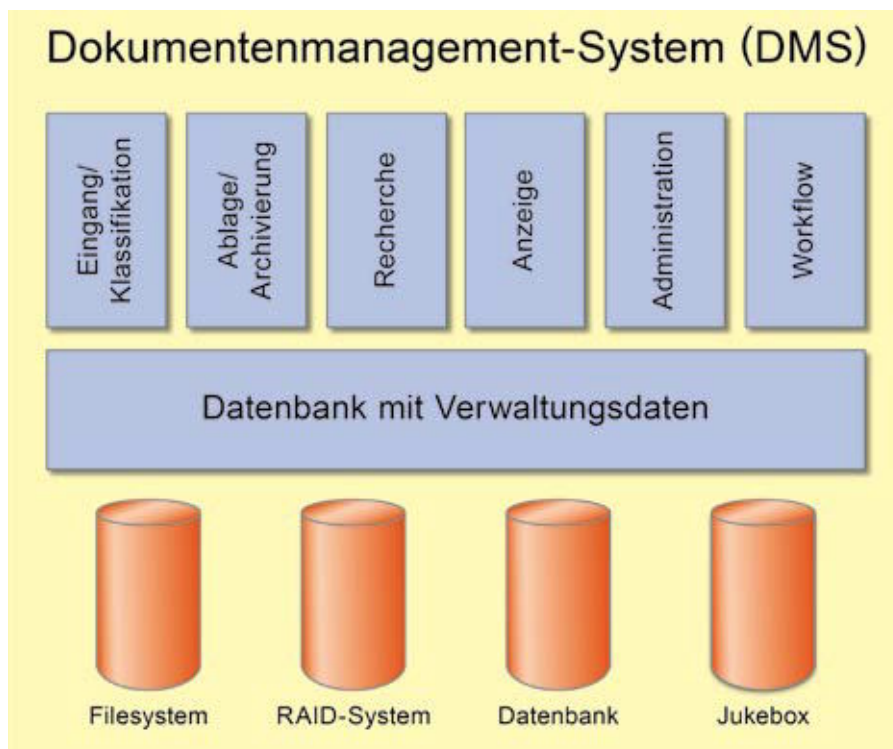 Dokumentenmanagement-System (DMS)
Eingang/
Klassifikation
Ablage/
Archivierung
Recherche
Anzeige
Administration
Workflow
Datenbank mit Verwaltungsdaten
Filesystem
RAID-System
Datenbank
Jukebox